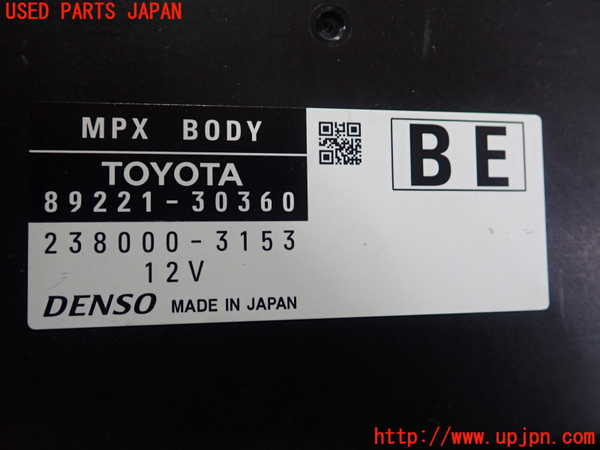 USED PARTS JAPAN
MPX BODY
TOYOTA
89221-30360
238000-3153
12V
DENSO MADE IN JAPAN
BE
http://www.upjpn.com